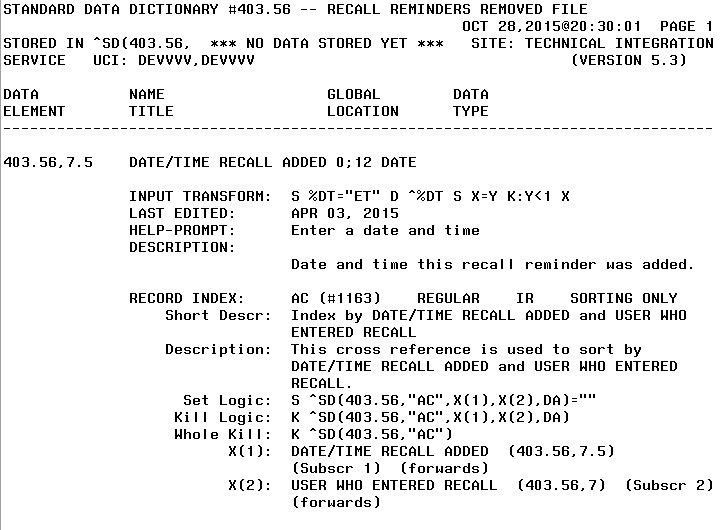 STANDARD DATA DICTIONARY #403.56 -- RECALL REMINDERS REMOVED FILE
OCT 28,2015@20:30:01 PAGE 1
STORED IN ^SD(403.56, *** NO DATA STORED YET *** SITE: TECHNICAL INTEGRATION
SERVICE UCI: DEVVVV,DEVVVV (VERSION 5.3)
DATA NAME GLOBAL DATA
ELEMENT TITLE LOCATION TYPE
-------------------------------------------------------------------------------
403.56,7.5 DATE/TIME RECALL ADDED 0;12 DATE
INPUT TRANSFORM: S %DT="ET" D ^%DT S X=Y K:Y<1 X
LAST EDITED: APR 03, 2015
HELP-PROMPT: Enter a date and time
DESCRIPTION:
Date and time this recall reminder was added.
RECORD INDEX: AC (#1163) REGULAR IR SORTING ONLY
Short Descr: Index by DATE/TIME RECALL ADDED and USER WHO
ENTERED RECALL
Description: This cross reference is used to sort by
DATE/TIME RECALL ADDED and USER WHO ENTERED
RECALL.
Set Logic: S ^SD(403.56,"AC",X(1),X(2),DA)=""
Kill Logic: K ^SD(403.56,"AC",X(1),X(2),DA)
Whole Kill: K ^SD(403.56,"AC")
X(1): DATE/TIME RECALL ADDED (403.56,7.5)
(Subscr 1) (forwards)
X(2): USER WHO ENTERED RECALL (403.56,7) (Subscr 2)
(forwards)